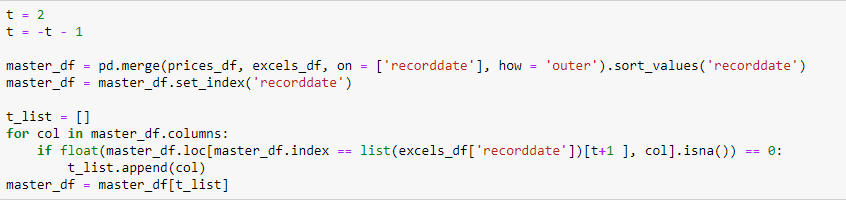 t = 2
t = -t - 1
master_df = pd.merge(prices_df, excels_df, on = ['recorddate'], how = 'outer').sort_values('recorddate')
master_df = master_df.set_index('recorddate')
t_list = []
for col in master_df.columns:
    if float(master_df.loc[master_df.index == list(excels_df['recorddate'])[t+1 ], col].isna()) == 0:
        t_list.append(col)
master_df = master_df[t_list]